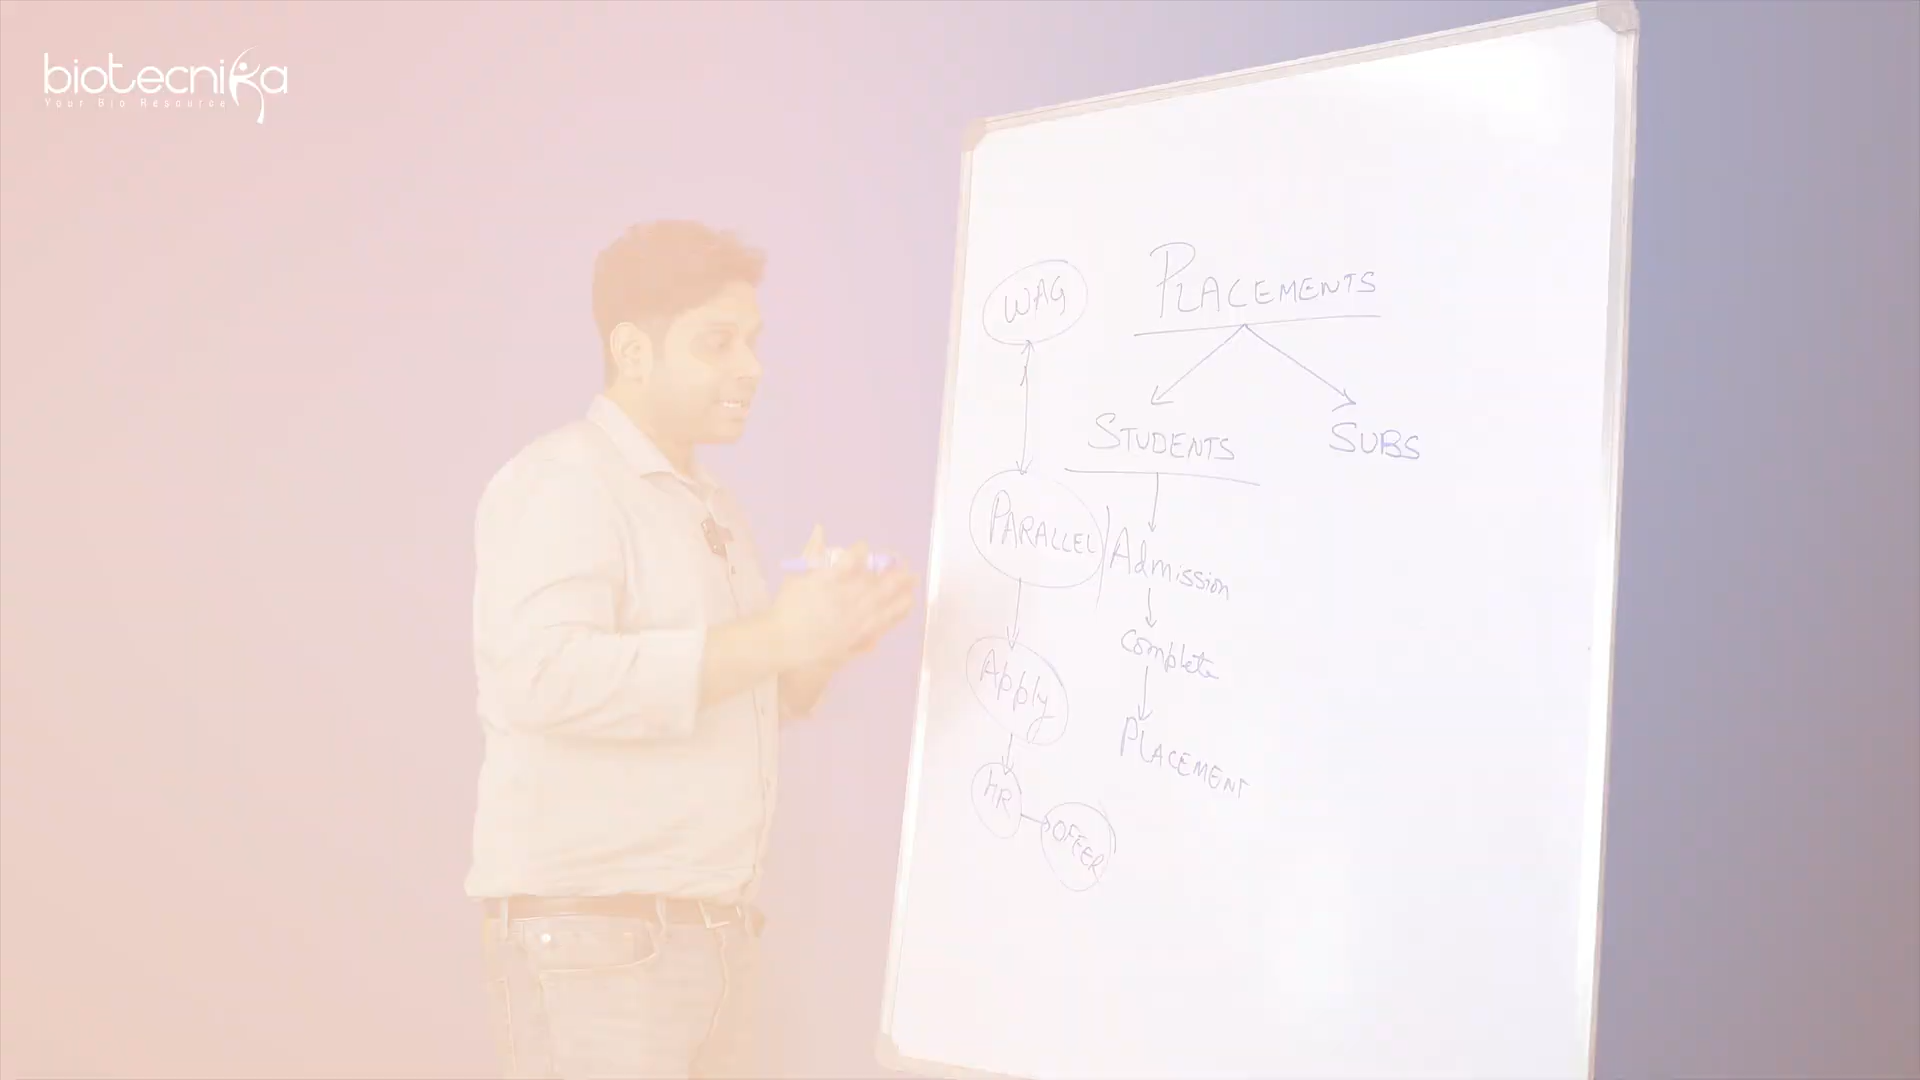 biotecnika
Your Bio Resource
WAG
PLACEMENTS
STUDENTS
SUBS
PARALLEL
Admission
Complete
PLACEMENT
Apply
HR
OFFER